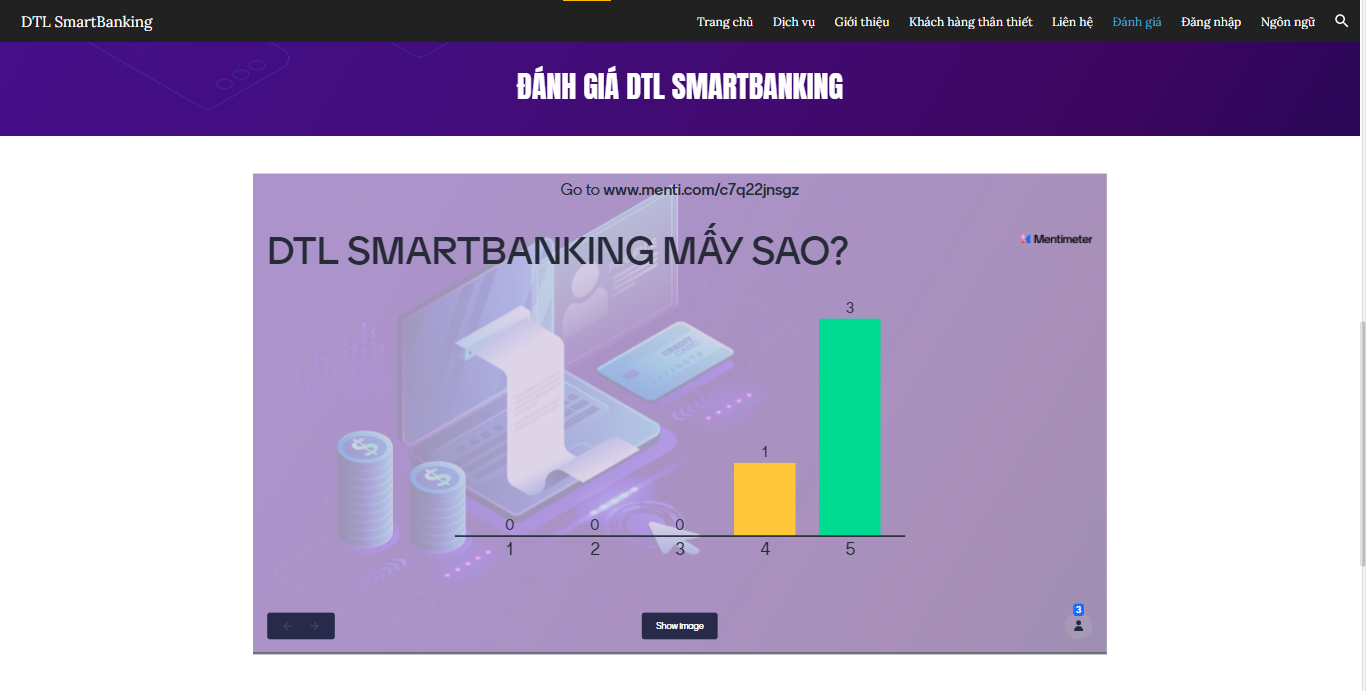 DTL SmartBanking
Trang chủ Dịch vụ Giới thiệu Khách hàng thân thiết Liên hệ Đánh giá Đăng nhập Ngôn ngữ
ĐÁNH GIÁ DTL SMARTBANKING
Go to www.menti.com/c7q22jnsgz
DTL SMARTBANKING MẤY SAO?
Mentimeter
CREDIT
CARD
3
1
0 0 0
1 2 3 4 5
Show image
3